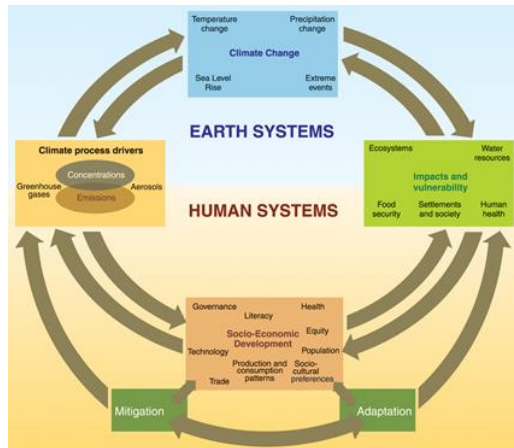 Temperature change
Precipitation change
Climate Change
Sea Level Rise
Extreme events
EARTH SYSTEMS
Climate process drivers
Concentrations
Greenhouse gases
Aerosols
Emissions
Ecosystems
Water resources
Impacts and vulnerability
Food security
Settlements and society
Human health
HUMAN SYSTEMS
Governance
Literacy
Health
Socio-Economic Development
Equity
Technology
Population
Production and consumption patterns
Socio-cultural preferences
Trade
Mitigation
Adaptation